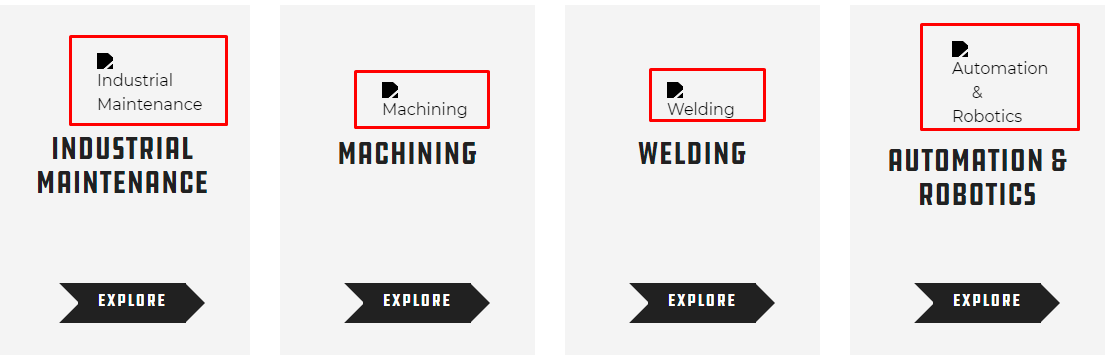 Industrial
Maintenance
INDUSTRIAL
MAINTENANCE
EXPLORE
Machining
MACHINING
EXPLORE
Welding
WELDING
EXPLORE
Automation
&
Robotics
AUTOMATION &
ROBOTICS
EXPLORE